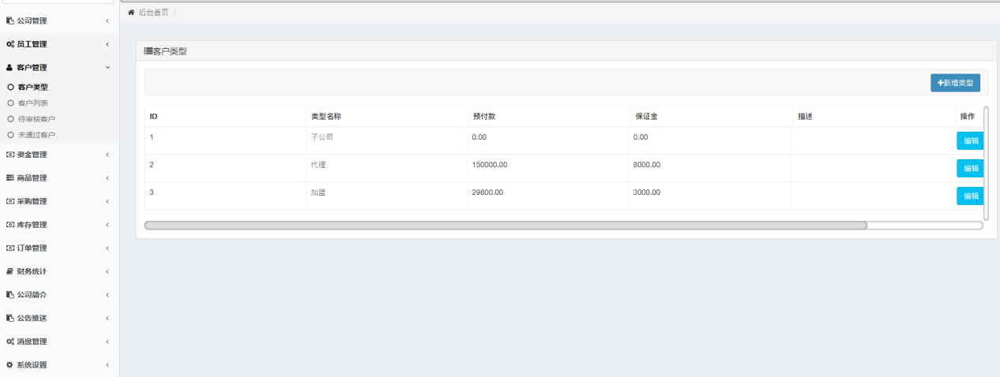 公司管理
员工管理
客户管理
客户类型
客户列表
待审核客户
未通过客户
资金管理
商品管理
采购管理
库存管理
订单管理
财务统计
公司简介
公告推送
消息管理
系统设置
后台首页 /
客户类型
+新增类型
ID 类型名称 预付款 保证金 描述 操作
1 子公司 0.00 0.00 编辑
2 代理 150000.00 8000.00 编辑
3 加盟 29800.00 3000.00 编辑